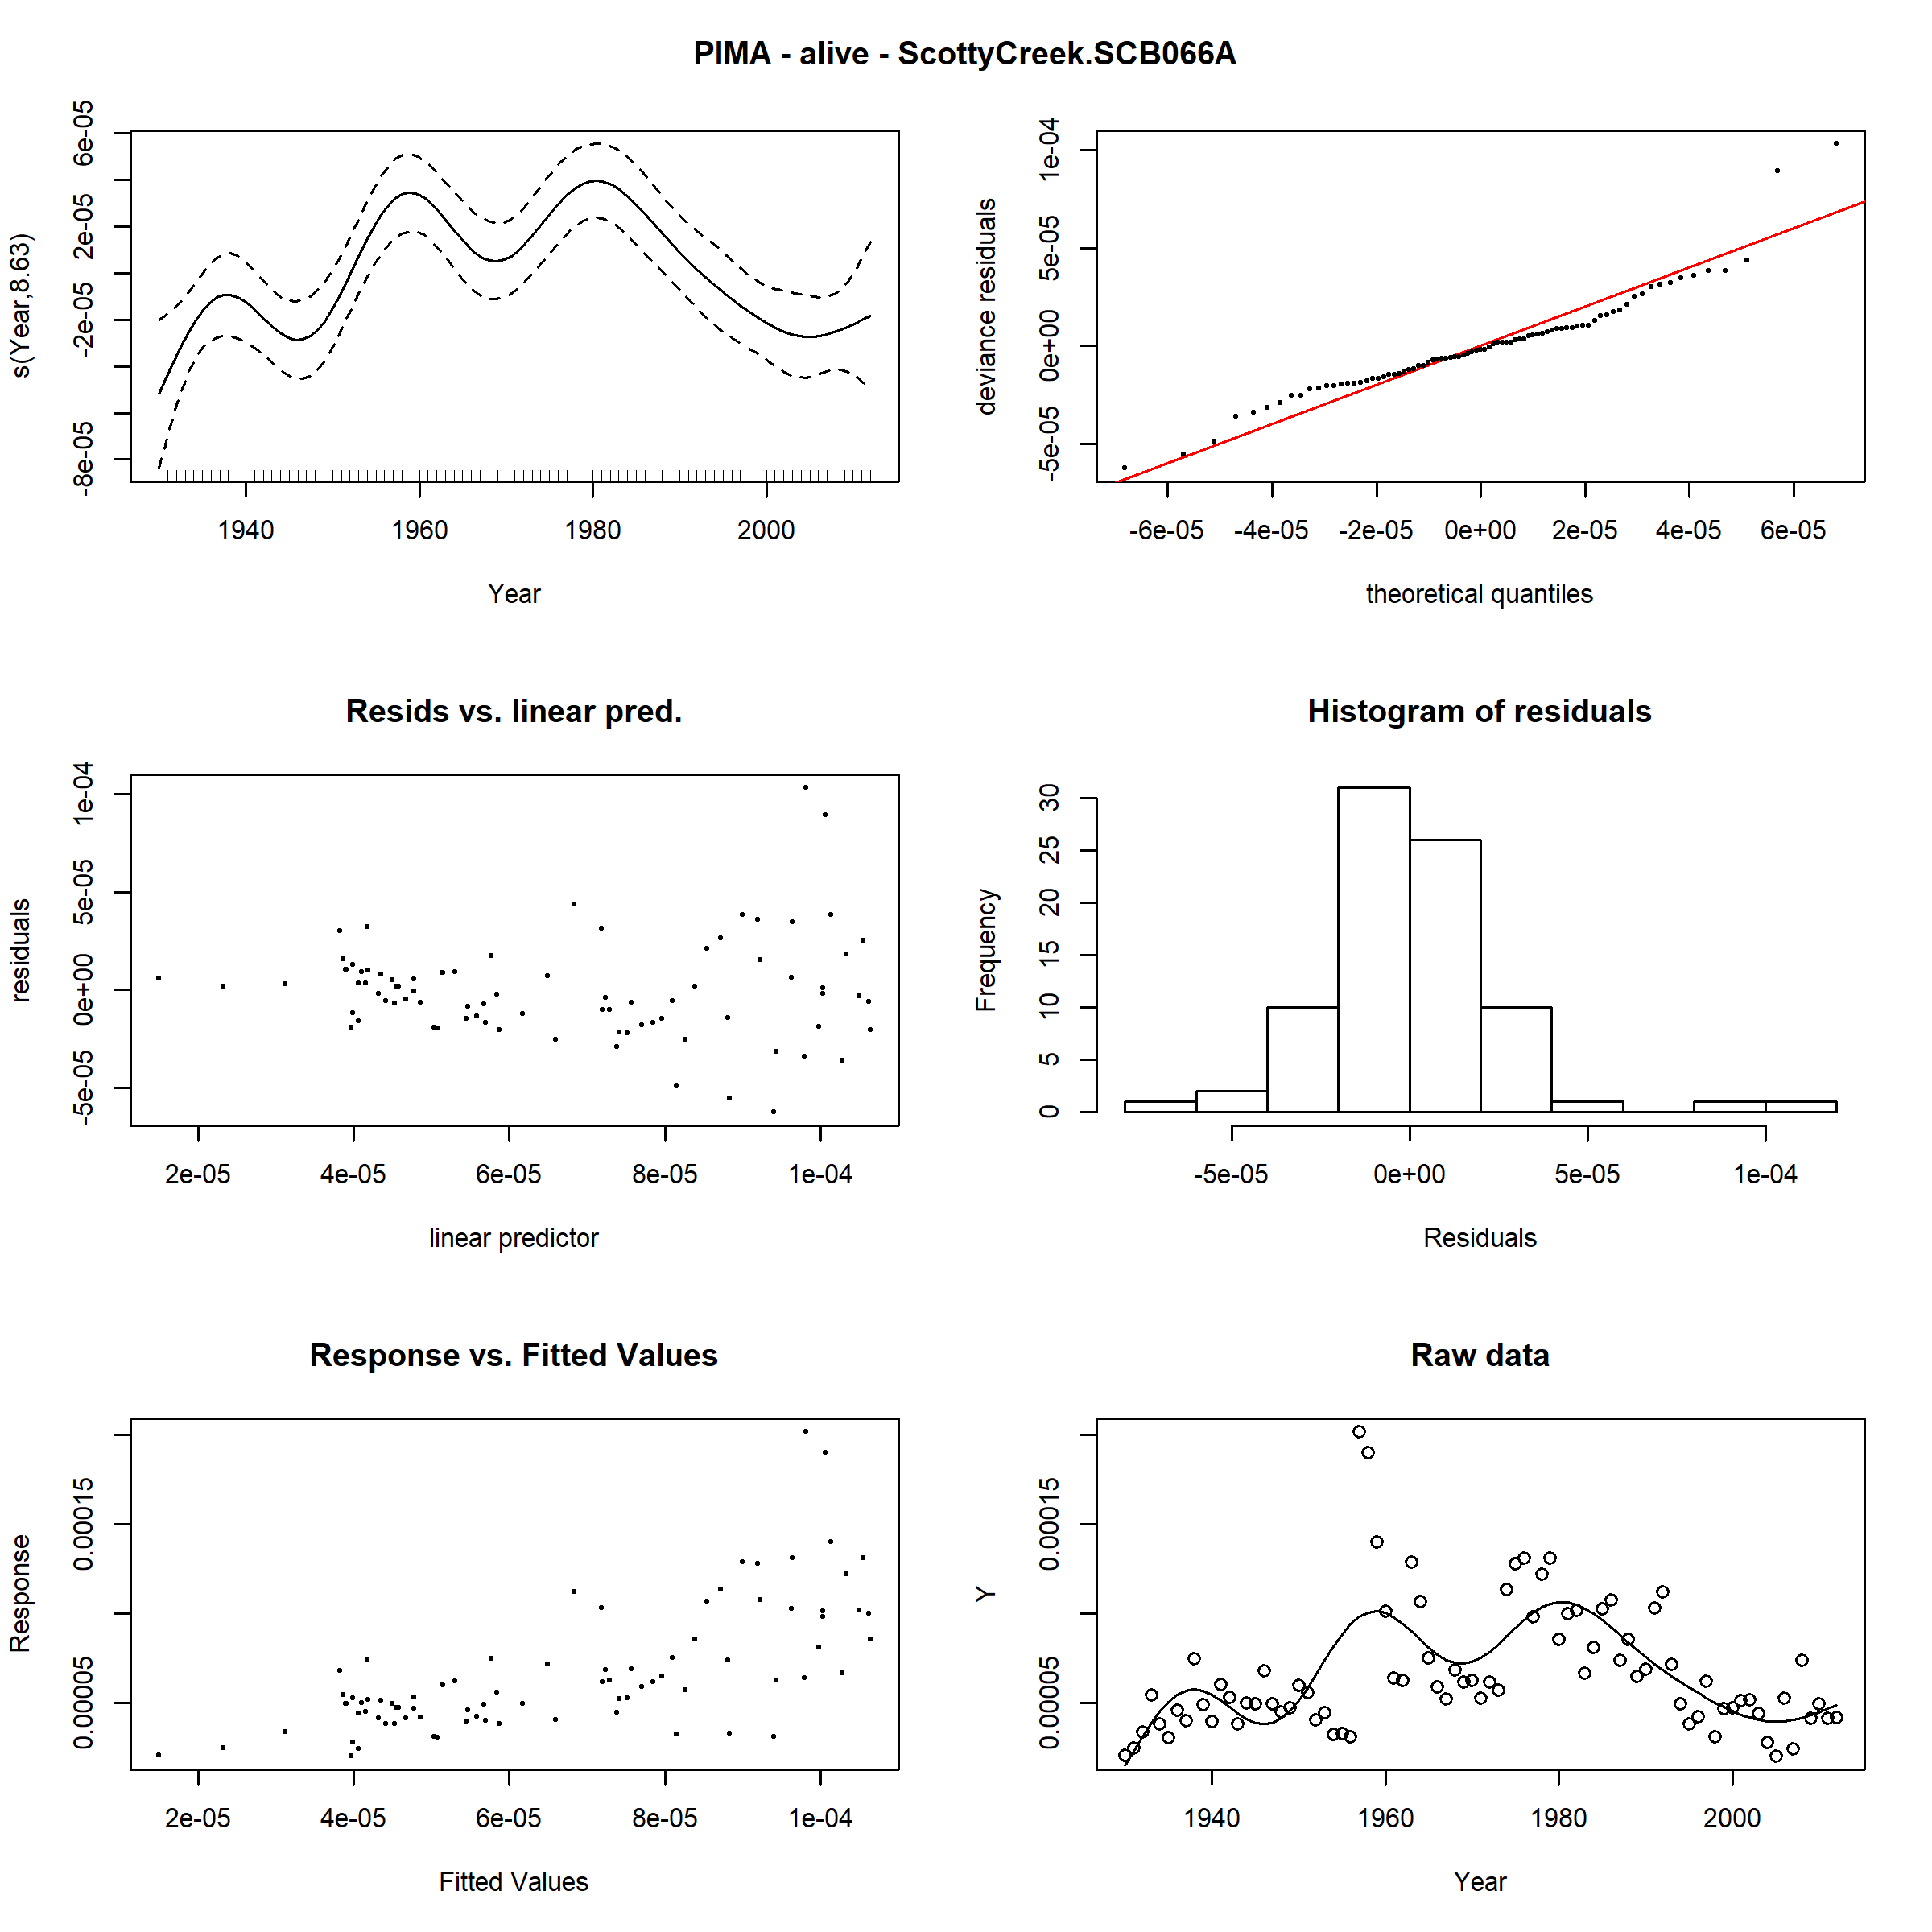 PIMA - alive - ScottyCreek.SCB066A
s(Year,8.63)
-8e-05 -2e-05 2e-05 6e-05
1940 1960 1980 2000
Year
deviance residuals
-5e-05 0e+00 5e-05 1e-04
-6e-05 -4e-05 -2e-05 0e+00 2e-05 4e-05 6e-05
theoretical quantiles
Resids vs. linear pred.
residuals
-5e-05 0e+00 5e-05 1e-04
2e-05 4e-05 6e-05 8e-05 1e-04
linear predictor
Histogram of residuals
Frequency
0 5 10 15 20 25 30
-5e-05 0e+00 5e-05 1e-04
Residuals
Response vs. Fitted Values
Response
0.00005 0.00015
2e-05 4e-05 6e-05 8e-05 1e-04
Fitted Values
Raw data
Y
0.00005 0.00015
1940 1960 1980 2000
Year